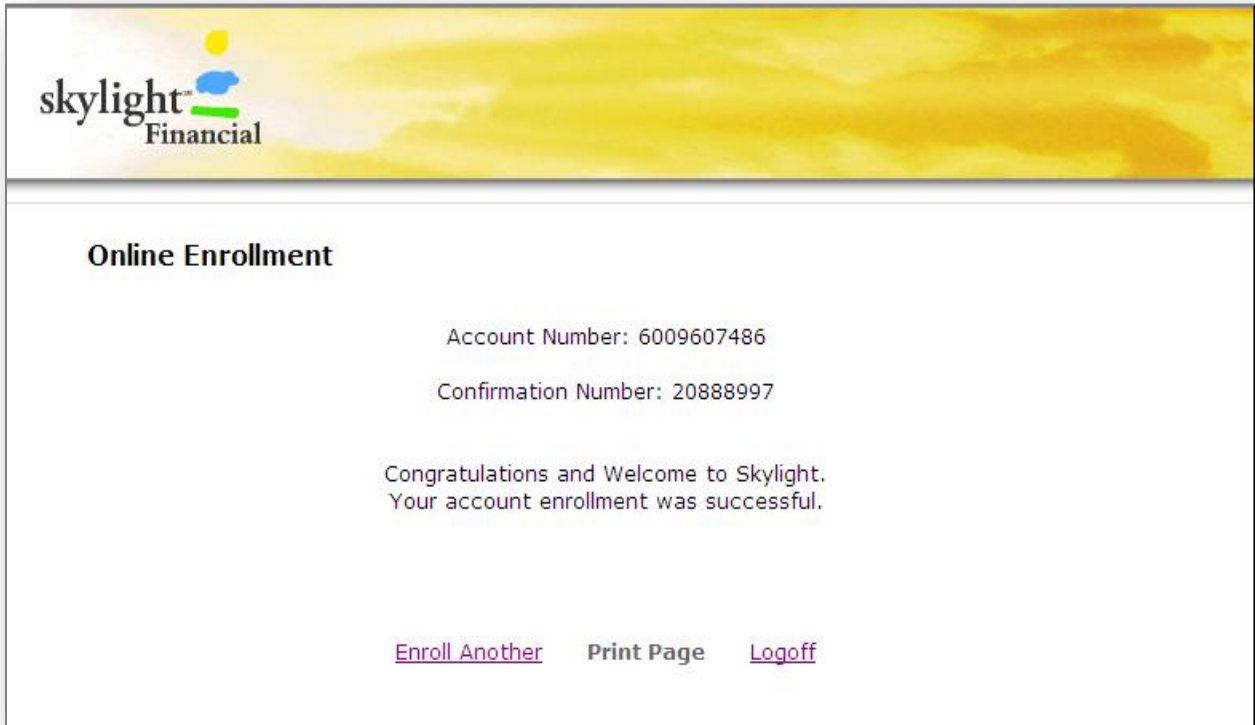 skylight℠
Financial
Online Enrollment
Account Number: 6009607486
Confirmation Number: 20888997
Congratulations and Welcome to Skylight.
Your account enrollment was successful.
Enroll Another Print Page Logoff